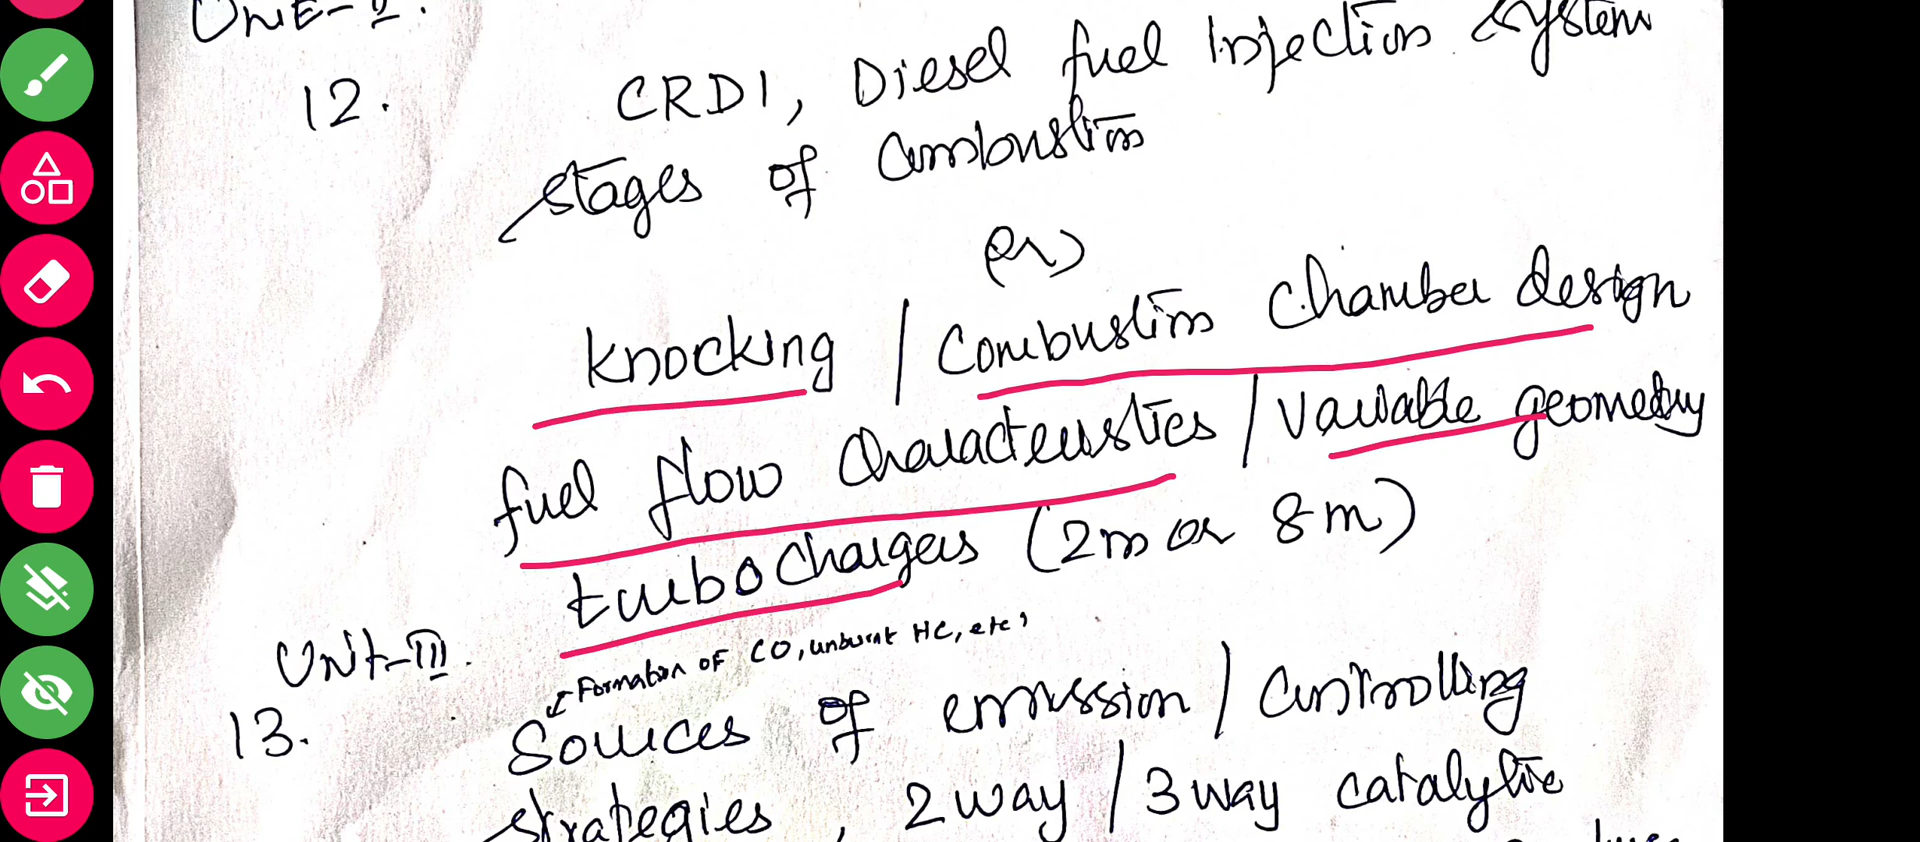 Unit-II.
12. CRDI, Diesel fuel Injection system
stages of Combustion
(or)
Knocking / Combustion chamber design
fuel flow characteristics / Variable geometry
turbochargers (2m or 8m)
Unit-III.
Formation OF CO, unburnt HC, etc,
13. Sources of emission / Controlling
strategies, 2 way / 3 way catalytic